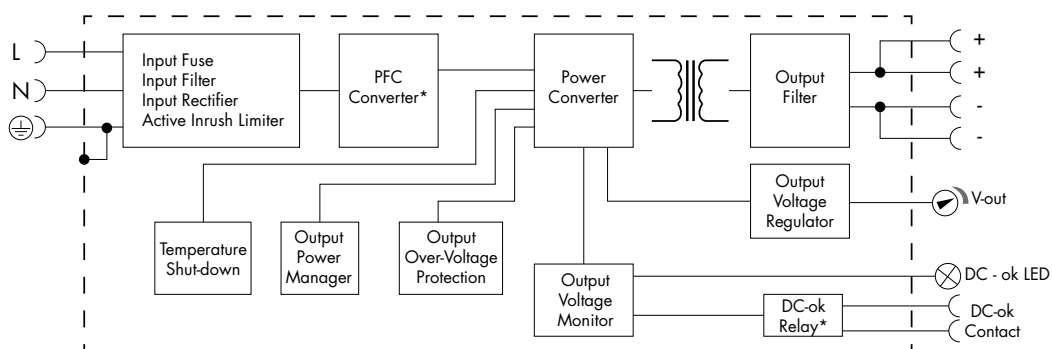 L
N
Input Fuse
Input Filter
Input Rectifier
Active Inrush Limiter
PFC
Converter*
Power
Converter
Output
Filter
+
+
-
-
Output
Voltage
Regulator
V-out
Temperature
Shut-down
Output
Power
Manager
Output
Over-Voltage
Protection
Output
Voltage
Monitor
DC - ok LED
DC-ok
Relay*
DC-ok
Contact